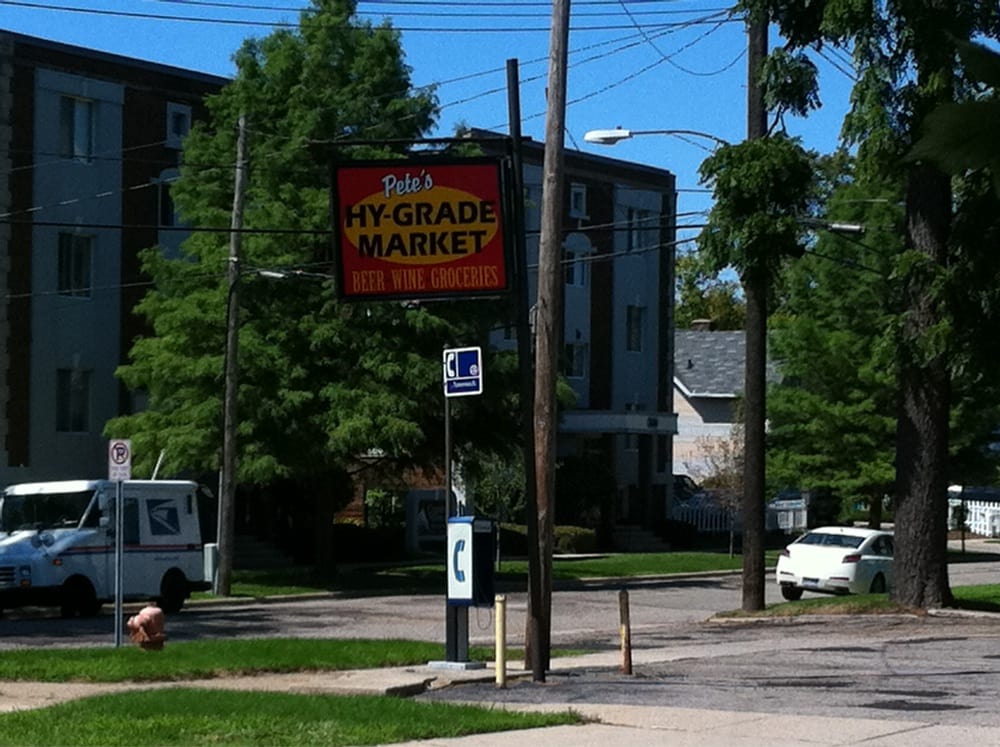 Pete's
HY-GRADE
MARKET
BEER WINE GROCERIES